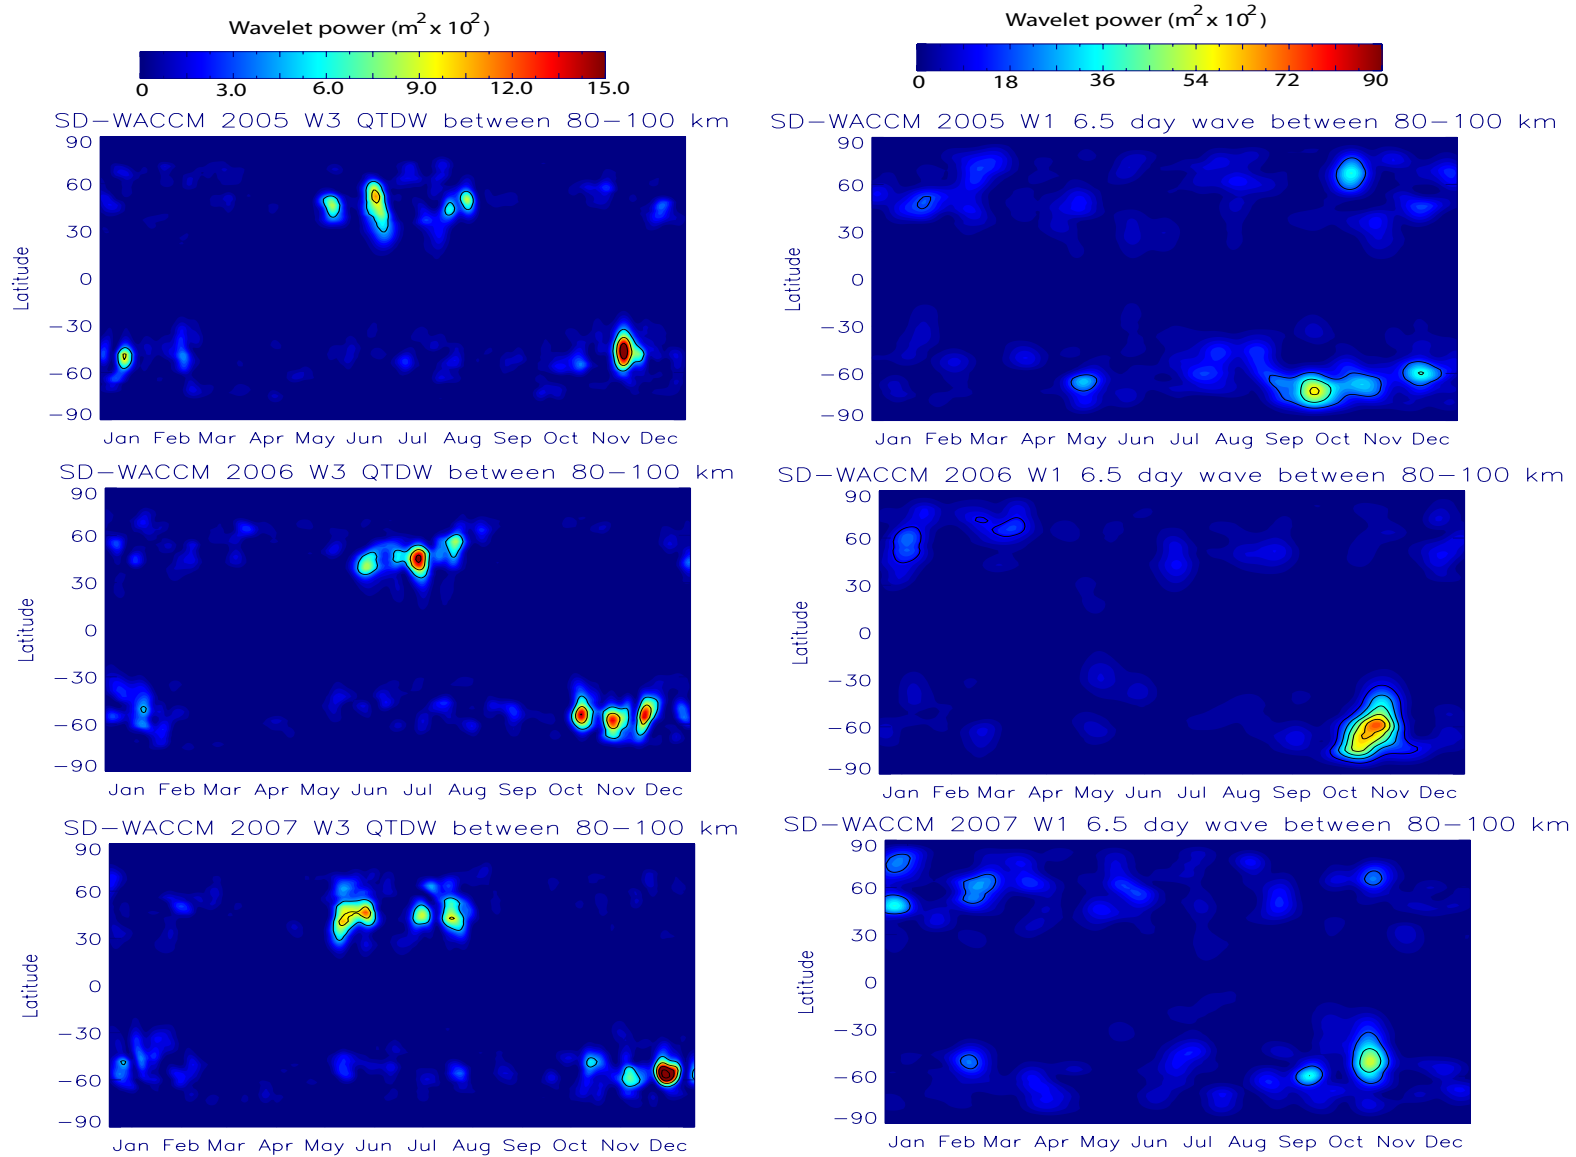 Wavelet power (m² x 10²)
0 3.0 6.0 9.0 12.0 15.0
Wavelet power (m² x 10²)
0 18 36 54 72 90
SD-WACCM 2005 W3 QTDW between 80-100 km
90
60
30
0
-30
-60
-90
Latitude
Jan Feb Mar Apr May Jun Jul Aug Sep Oct Nov Dec
SD-WACCM 2005 W1 6.5 day wave between 80-100 km
90
60
30
0
-30
-60
-90
Latitude
Jan Feb Mar Apr May Jun Jul Aug Sep Oct Nov Dec
SD-WACCM 2006 W3 QTDW between 80-100 km
90
60
30
0
-30
-60
-90
Latitude
Jan Feb Mar Apr May Jun Jul Aug Sep Oct Nov Dec
SD-WACCM 2006 W1 6.5 day wave between 80-100 km
90
60
30
0
-30
-60
-90
Latitude
Jan Feb Mar Apr May Jun Jul Aug Sep Oct Nov Dec
SD-WACCM 2007 W3 QTDW between 80-100 km
90
60
30
0
-30
-60
-90
Latitude
Jan Feb Mar Apr May Jun Jul Aug Sep Oct Nov Dec
SD-WACCM 2007 W1 6.5 day wave between 80-100 km
90
60
30
0
-30
-60
-90
Latitude
Jan Feb Mar Apr May Jun Jul Aug Sep Oct Nov Dec